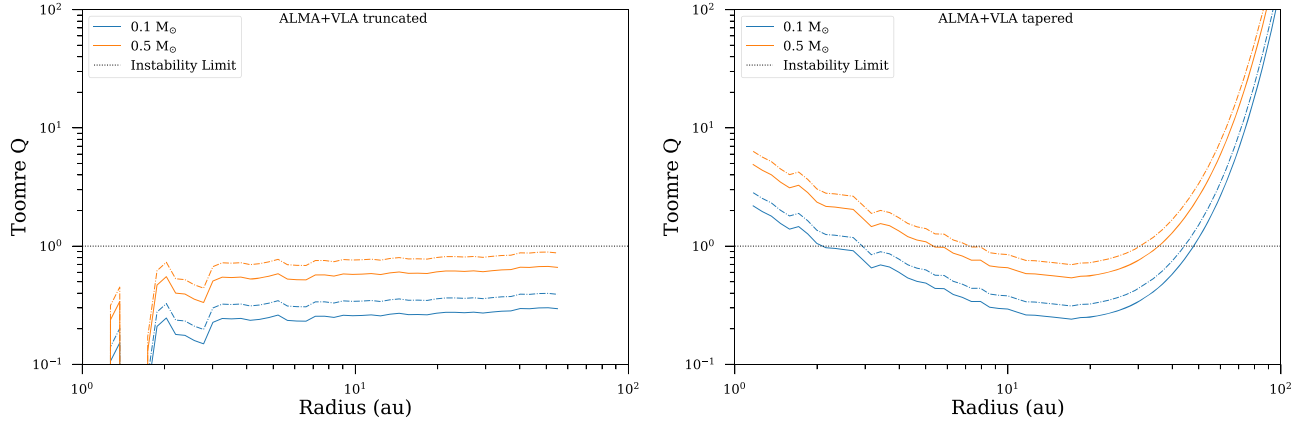 ALMA+VLA truncated
0.1 M⊙
0.5 M⊙
Instability Limit
Toomre Q
10²
10¹
10⁰
10⁻¹
10⁰
10¹
10²
Radius (au)
ALMA+VLA tapered
0.1 M⊙
0.5 M⊙
Instability Limit
Toomre Q
10²
10¹
10⁰
10⁻¹
10⁰
10¹
10²
Radius (au)